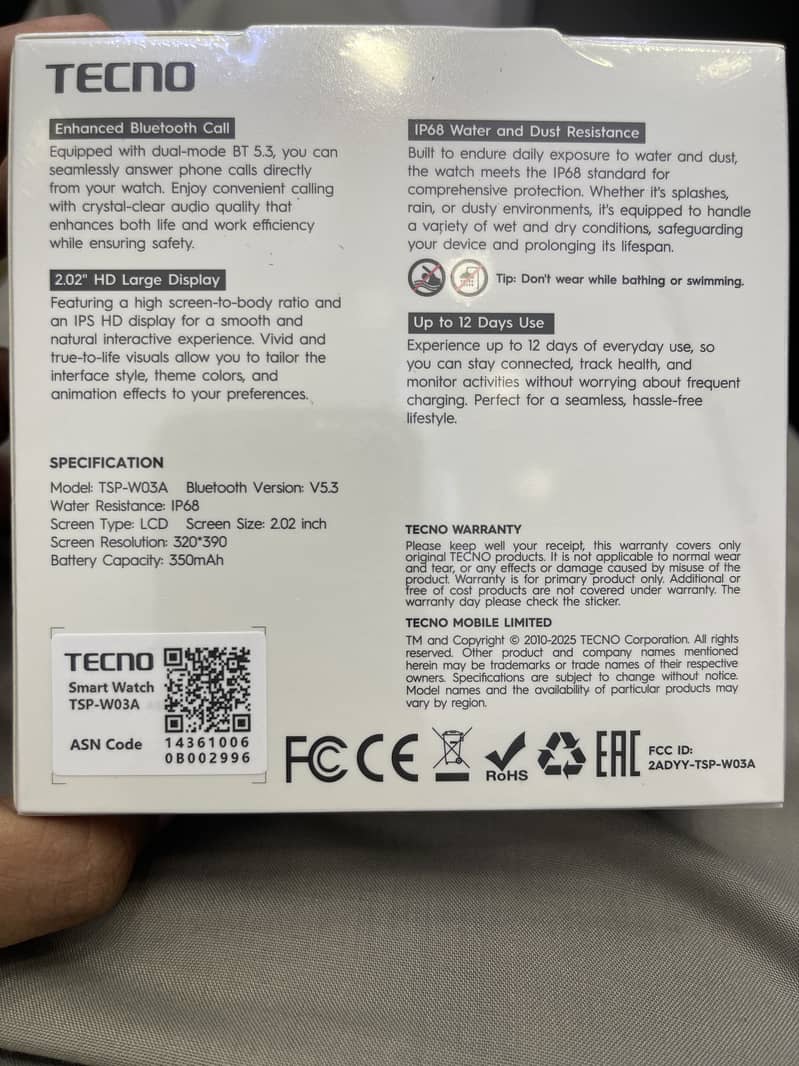 TECNO
Enhanced Bluetooth Call
Equipped with dual-mode BT 5.3, you can
seamlessly answer phone calls directly
from your watch. Enjoy convenient calling
with crystal-clear audio quality that
enhances both life and work efficiency
while ensuring safety.
2.02" HD Large Display
Featuring a high screen-to-body ratio and
an IPS HD display for a smooth and
natural interactive experience. Vivid and
true-to-life visuals allow you to tailor the
interface style, theme colors, and
animation effects to your preferences.
IP68 Water and Dust Resistance
Built to endure daily exposure to water and dust,
the watch meets the IP68 standard for
comprehensive protection. Whether it's splashes,
rain, or dusty environments, it's equipped to handle
a variety of wet and dry conditions, safeguarding
your device and prolonging its lifespan.
Tip: Don't wear while bathing or swimming.
Up to 12 Days Use
Experience up to 12 days of everyday use, so
you can stay connected, track health, and
monitor activities without worrying about frequent
charging. Perfect for a seamless, hassle-free
lifestyle.
SPECIFICATION
Model: TSP-W03A Bluetooth Version: V5.3
Water Resistance: IP68
Screen Type: LCD Screen Size: 2.02 inch
Screen Resolution: 320*390
Battery Capacity: 350mAh
TECNO WARRANTY
Please keep well your receipt, this warranty covers only
original TECNO products. It is not applicable to normal wear
and tear, or any effects or damage caused by misuse of the
product. Warranty is for primary product only. Additional or
free of cost products are not covered under warranty. The
warranty day please check the sticker.
TECNO MOBILE LIMITED
TM and Copyright © 2010-2025 TECNO Corporation. All rights
reserved. Other product and company names mentioned
herein may be trademarks or trade names of their respective
owners. Specifications are subject to change without notice.
Model names and the availability of particular products may
vary by region.
TECNO
Smart Watch
TSP-W03A
ASN Code
14361006
0B002996
FC CE RoHS EAC
FCC ID:
2ADYY-TSP-W03A